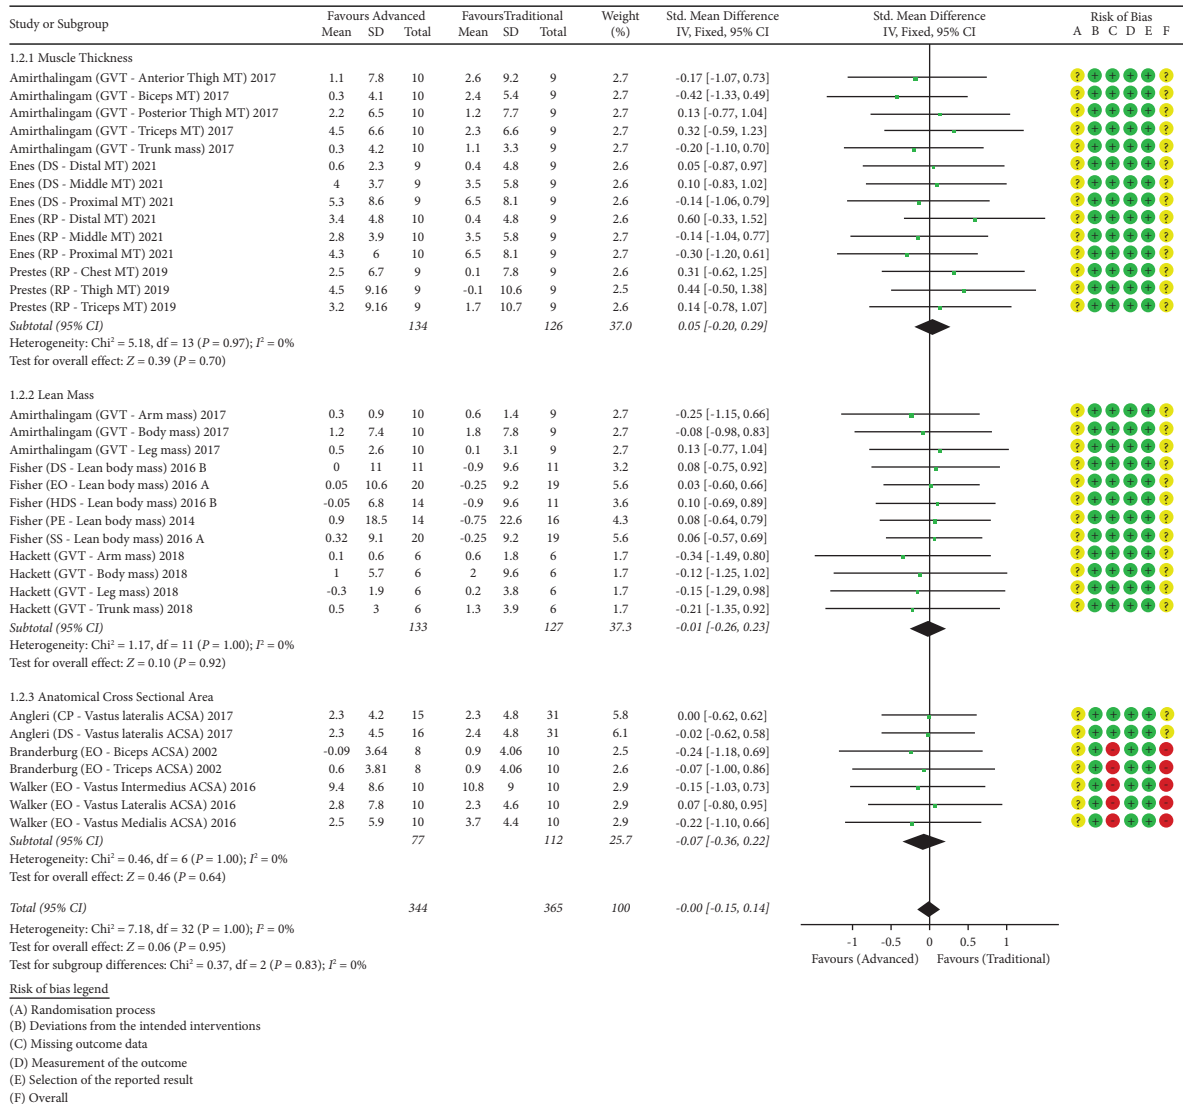 Study or Subgroup Favours Advanced FavoursTraditional Weight Std. Mean Difference Std. Mean Difference Risk of Bias
Mean SD Total Mean SD Total (%) IV, Fixed, 95% CI IV, Fixed, 95% CI A B C D E F
1.2.1 Muscle Thickness
Amirthalingam (GVT - Anterior Thigh MT) 2017 1.1 7.8 10 2.6 9.2 9 2.7 -0.17 [-1.07, 0.73] ? + + + + ?
Amirthalingam (GVT - Biceps MT) 2017 0.3 4.1 10 2.4 5.4 9 2.7 -0.42 [-1.33, 0.49] ? + + + + ?
Amirthalingam (GVT - Posterior Thigh MT) 2017 2.2 6.5 10 1.2 7.7 9 2.7 0.13 [-0.77, 1.04] ? + + + + ?
Amirthalingam (GVT - Triceps MT) 2017 4.5 6.6 10 2.3 6.6 9 2.7 0.32 [-0.59, 1.23] ? + + + + ?
Amirthalingam (GVT - Trunk mass) 2017 0.3 4.2 10 1.1 3.3 9 2.7 -0.20 [-1.10, 0.70] ? + + + + ?
Enes (DS - Distal MT) 2021 0.6 2.3 9 0.4 4.8 9 2.6 0.05 [-0.87, 0.97] ? + + + + ?
Enes (DS - Middle MT) 2021 4 3.7 9 3.5 5.8 9 2.6 0.10 [-0.83, 1.02] ? + + + + ?
Enes (DS - Proximal MT) 2021 5.3 8.6 9 6.5 8.1 9 2.6 -0.14 [-1.06, 0.79] ? + + + + ?
Enes (RP - Distal MT) 2021 3.4 4.8 10 0.4 4.8 9 2.6 0.60 [-0.33, 1.52] ? + + + + ?
Enes (RP - Middle MT) 2021 2.8 3.9 10 3.5 5.8 9 2.7 -0.14 [-1.04, 0.77] ? + + + + ?
Enes (RP - Proximal MT) 2021 4.3 6 10 6.5 8.1 9 2.7 -0.30 [-1.20, 0.61] ? + + + + ?
Prestes (RP - Chest MT) 2019 2.5 6.7 9 0.1 7.8 9 2.6 0.31 [-0.62, 1.25] ? + + + + ?
Prestes (RP - Thigh MT) 2019 4.5 9.16 9 -0.1 10.6 9 2.5 0.44 [-0.50, 1.38] ? + + + + ?
Prestes (RP - Triceps MT) 2019 3.2 9.16 9 1.7 10.7 9 2.6 0.14 [-0.78, 1.07] ? + + + + ?
Subtotal (95% CI) 134 126 37.0 0.05 [-0.20, 0.29]
Heterogeneity: Chi² = 5.18, df = 13 (P = 0.97); I² = 0%
Test for overall effect: Z = 0.39 (P = 0.70)
1.2.2 Lean Mass
Amirthalingam (GVT - Arm mass) 2017 0.3 0.9 10 0.6 1.4 9 2.7 -0.25 [-1.15, 0.66] ? + + + + ?
Amirthalingam (GVT - Body mass) 2017 1.2 7.4 10 1.8 7.8 9 2.7 -0.08 [-0.98, 0.83] ? + + + + ?
Amirthalingam (GVT - Leg mass) 2017 0.5 2.6 10 0.1 3.1 9 2.7 0.13 [-0.77, 1.04] ? + + + + ?
Fisher (DS - Lean body mass) 2016 B 0 11 11 -0.9 9.6 11 3.2 0.08 [-0.75, 0.92] ? + + + + ?
Fisher (EO - Lean body mass) 2016 A 0.05 10.6 20 -0.25 9.2 19 5.6 0.03 [-0.60, 0.66] ? + + + + ?
Fisher (HDS - Lean body mass) 2016 B -0.05 6.8 14 -0.9 9.6 11 3.6 0.10 [-0.69, 0.89] ? + + + + ?
Fisher (PE - Lean body mass) 2014 0.9 18.5 14 -0.75 22.6 16 4.3 0.08 [-0.64, 0.79] ? + + + + ?
Fisher (SS - Lean body mass) 2016 A 0.32 9.1 20 -0.25 9.2 19 5.6 0.06 [-0.57, 0.69] ? + + + + ?
Hackett (GVT - Arm mass) 2018 0.1 0.6 6 0.6 1.8 6 1.7 -0.34 [-1.49, 0.80] ? + + + + ?
Hackett (GVT - Body mass) 2018 1 5.7 6 2 9.6 6 1.7 -0.12 [-1.25, 1.02] ? + + + + ?
Hackett (GVT - Leg mass) 2018 -0.3 1.9 6 0.2 3.8 6 1.7 -0.15 [-1.29, 0.98] ? + + + + ?
Hackett (GVT - Trunk mass) 2018 0.5 3 6 1.3 3.9 6 1.7 -0.21 [-1.35, 0.92] ? + + + + ?
Subtotal (95% CI) 133 127 37.3 -0.01 [-0.26, 0.23]
Heterogeneity: Chi² = 1.17, df = 11 (P = 1.00); I² = 0%
Test for overall effect: Z = 0.10 (P = 0.92)
1.2.3 Anatomical Cross Sectional Area
Angleri (CP - Vastus lateralis ACSA) 2017 2.3 4.2 15 2.3 4.8 31 5.8 0.00 [-0.62, 0.62] ? + + + + ?
Angleri (DS - Vastus lateralis ACSA) 2017 2.3 4.5 16 2.4 4.8 31 6.1 -0.02 [-0.62, 0.58] ? + + + + ?
Branderburg (EO - Biceps ACSA) 2002 -0.09 3.64 8 0.9 4.06 10 2.5 -0.24 [-1.18, 0.69] ? + - + + -
Branderburg (EO - Triceps ACSA) 2002 0.6 3.81 8 0.9 4.06 10 2.6 -0.07 [-1.00, 0.86] ? + - + + -
Walker (EO - Vastus Intermedius ACSA) 2016 9.4 8.6 10 10.8 9 10 2.9 -0.15 [-1.03, 0.73] ? + - + + -
Walker (EO - Vastus Lateralis ACSA) 2016 2.8 7.8 10 2.3 4.6 10 2.9 0.07 [-0.80, 0.95] ? + - + + -
Walker (EO - Vastus Medialis ACSA) 2016 2.5 5.9 10 3.7 4.4 10 2.9 -0.22 [-1.10, 0.66] ? + - + + -
Subtotal (95% CI) 77 112 25.7 -0.07 [-0.36, 0.22]
Heterogeneity: Chi² = 0.46, df = 6 (P = 1.00); I² = 0%
Test for overall effect: Z = 0.46 (P = 0.64)
Total (95% CI) 344 365 100 -0.00 [-0.15, 0.14]
Heterogeneity: Chi² = 7.18, df = 32 (P = 1.00); I² = 0%
Test for overall effect: Z = 0.06 (P = 0.95)
Test for subgroup differences: Chi² = 0.37, df = 2 (P = 0.83); I² = 0%
-1 -0.5 0 0.5 1
Favours (Advanced) Favours (Traditional)
Risk of bias legend
(A) Randomisation process
(B) Deviations from the intended interventions
(C) Missing outcome data
(D) Measurement of the outcome
(E) Selection of the reported result
(F) Overall